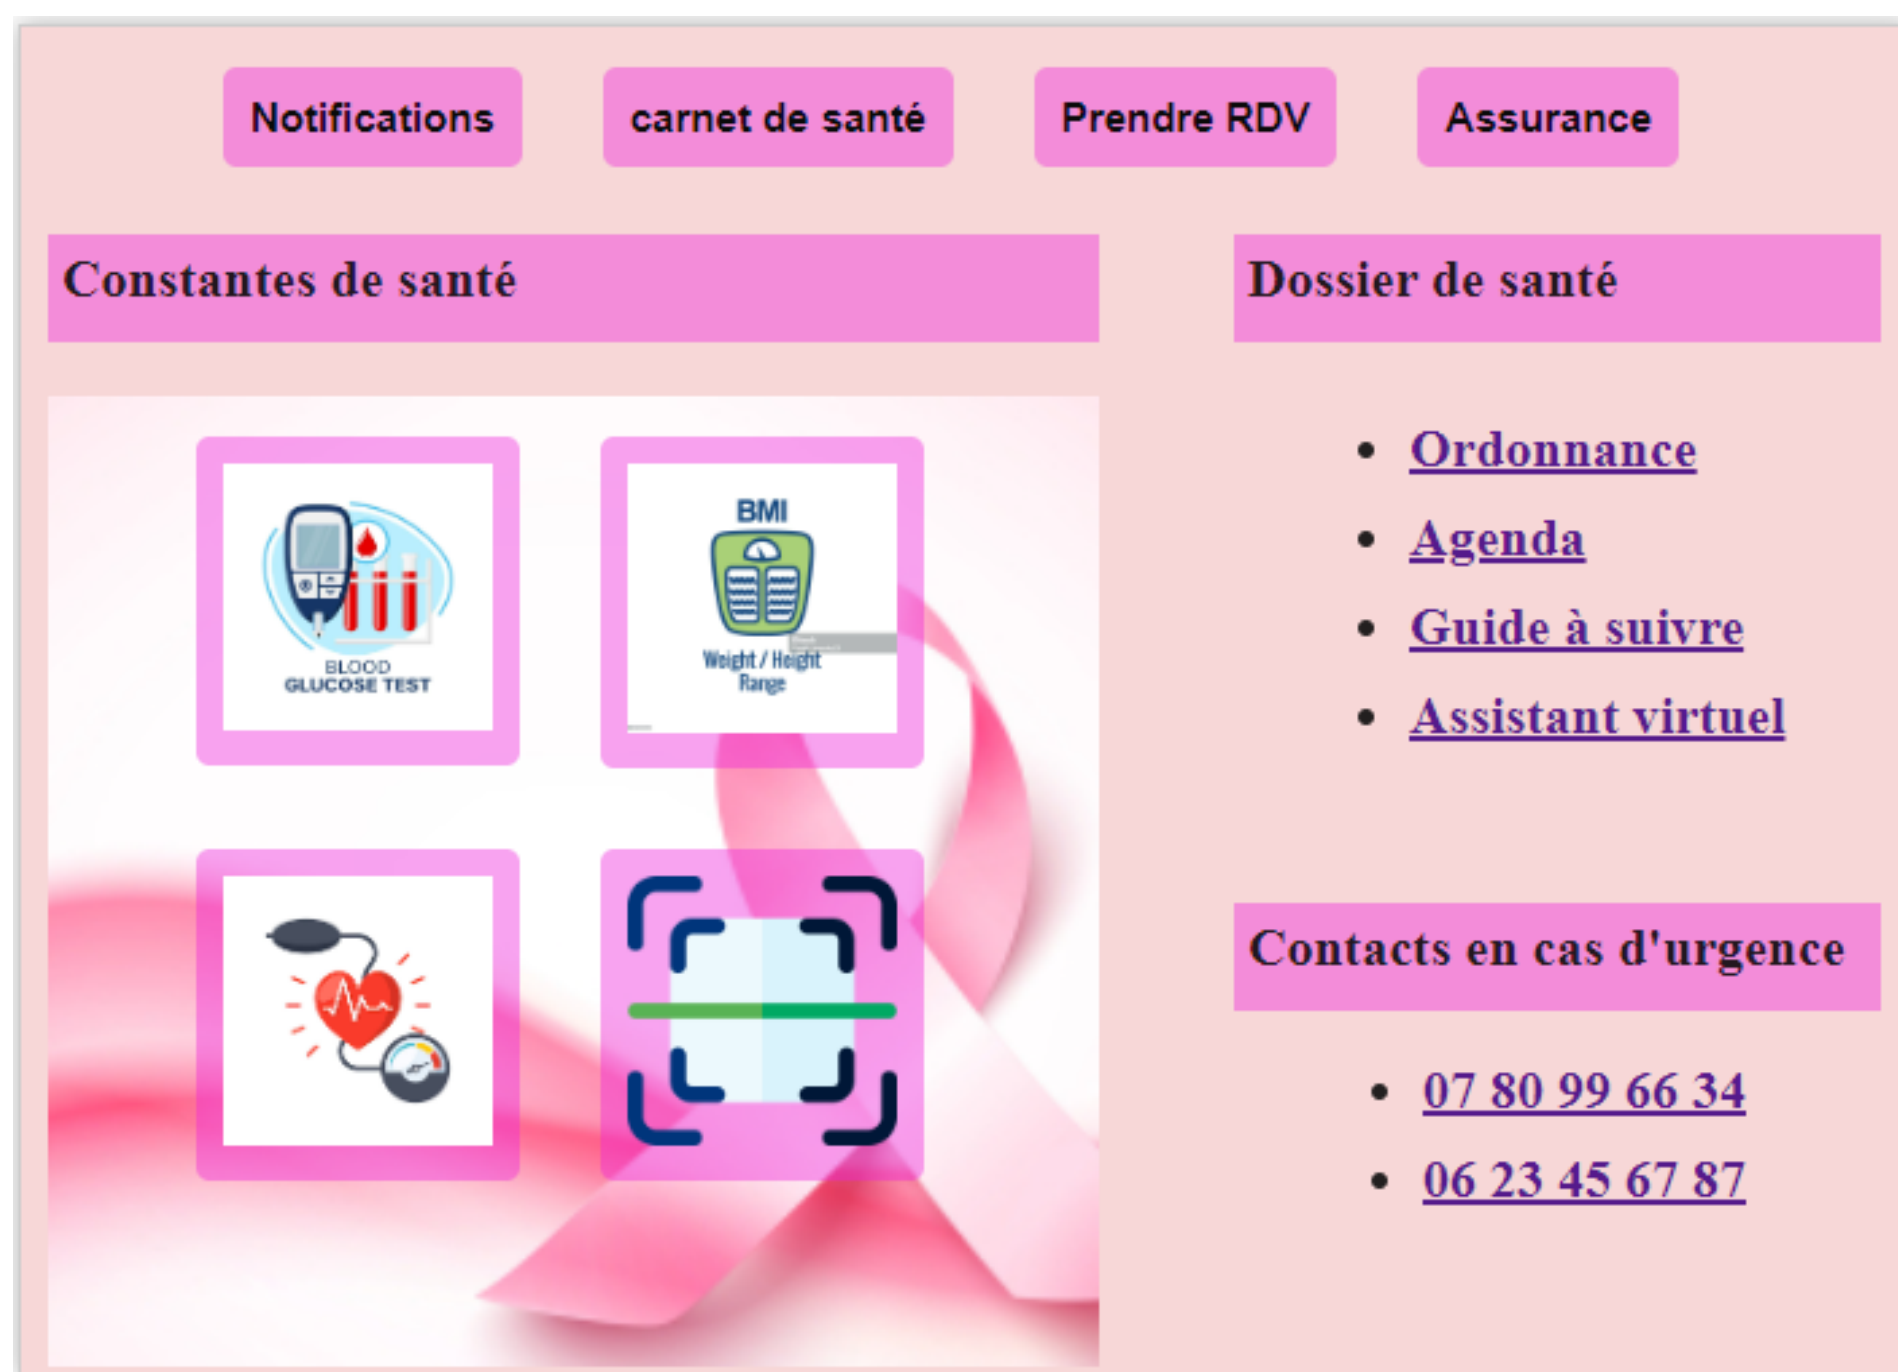 Notifications
carnet de santé
Prendre RDV
Assurance
Constantes de santé
BLOOD
GLUCOSE TEST
BMI
Weight / Height
Range
Dossier de santé
Ordonnance
Agenda
Guide à suivre
Assistant virtuel
Contacts en cas d'urgence
07 80 99 66 34
06 23 45 67 87